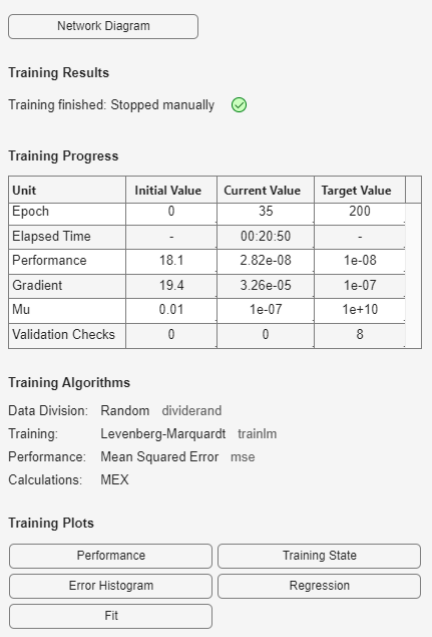 Network Diagram
Training Results
Training finished: Stopped manually
Training Progress
Unit Initial Value Current Value Target Value
Epoch 0 35 200
Elapsed Time - 00:20:50 -
Performance 18.1 2.82e-08 1e-08
Gradient 19.4 3.26e-05 1e-07
Mu 0.01 1e-07 1e+10
Validation Checks 0 0 8
Training Algorithms
Data Division: Random dividerand
Training: Levenberg-Marquardt trainlm
Performance: Mean Squared Error mse
Calculations: MEX
Training Plots
Performance Training State
Error Histogram Regression
Fit